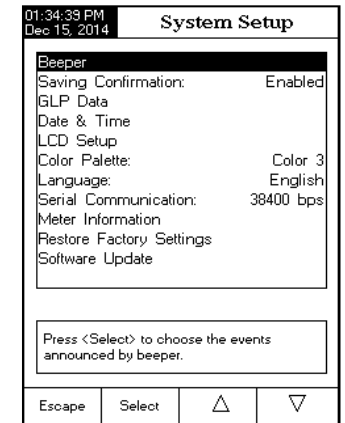 01:34:39 PM
Dec 15, 2014
System Setup
Beeper
Saving Confirmation: Enabled
GLP Data
Date & Time
LCD Setup
Color Palette: Color 3
Language: English
Serial Communication: 38400 bps
Meter Information
Restore Factory Settings
Software Update
Press <Select> to choose the events
announced by beeper.
Escape Select △ ▽